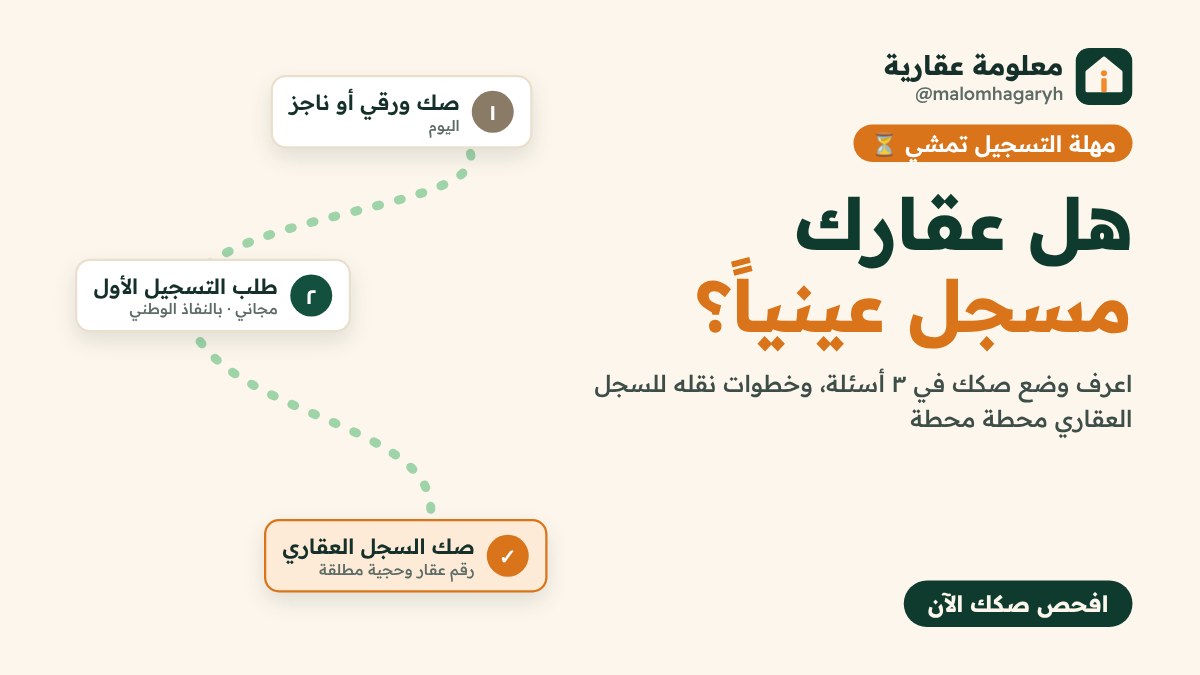 معلومة عقارية
@malomhagaryh
مهلة التسجيل تمشي ⏳
هل عقارك
مسجل عينياً؟
اعرف وضع صكك في ٣ أسئلة، وخطوات نقله للسجل
العقاري محطة محطة
افحص صكك الآن
١
صك ورقي أو ناجز
اليوم
٢
طلب التسجيل الأول
مجاني · بالنفاذ الوطني
✓
صك السجل العقاري
رقم عقار وحجية مطلقة